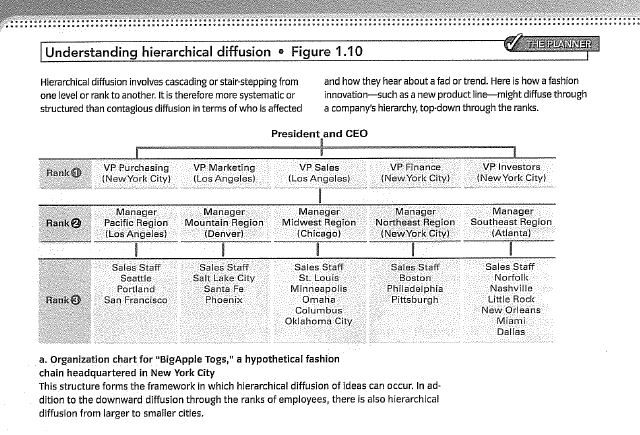 THE PLANNER
Understanding hierarchical diffusion • Figure 1.10
Hierarchical diffusion involves cascading or stair-stepping from
one level or rank to another. It is therefore more systematic or
structured than contagious diffusion in terms of who is affected
and how they hear about a fad or trend. Here is how a fashion
innovation—such as a new product line—might diffuse through
a company's hierarchy, top-down through the ranks.
President and CEO
Rank 1
VP Purchasing
(New York City)
VP Marketing
(Los Angeles)
VP Sales
(Los Angeles)
VP Finance
(New York City)
VP Investors
(New York City)
Rank 2
Manager
Pacific Region
(Los Angeles)
Manager
Mountain Region
(Denver)
Manager
Midwest Region
(Chicago)
Manager
Northeast Region
(New York City)
Manager
Southeast Region
(Atlanta)
Rank 3
Sales Staff
Seattle
Portland
San Francisco
Sales Staff
Salt Lake City
Santa Fe
Phoenix
Sales Staff
St. Louis
Minneapolis
Omaha
Columbus
Oklahoma City
Sales Staff
Boston
Philadelphia
Pittsburgh
Sales Staff
Norfolk
Nashville
Little Rock
New Orleans
Miami
Dallas
a. Organization chart for "BigApple Togs," a hypothetical fashion
chain headquartered in New York City
This structure forms the framework in which hierarchical diffusion of ideas can occur. In ad-
dition to the downward diffusion through the ranks of employees, there is also hierarchical
diffusion from larger to smaller cities.